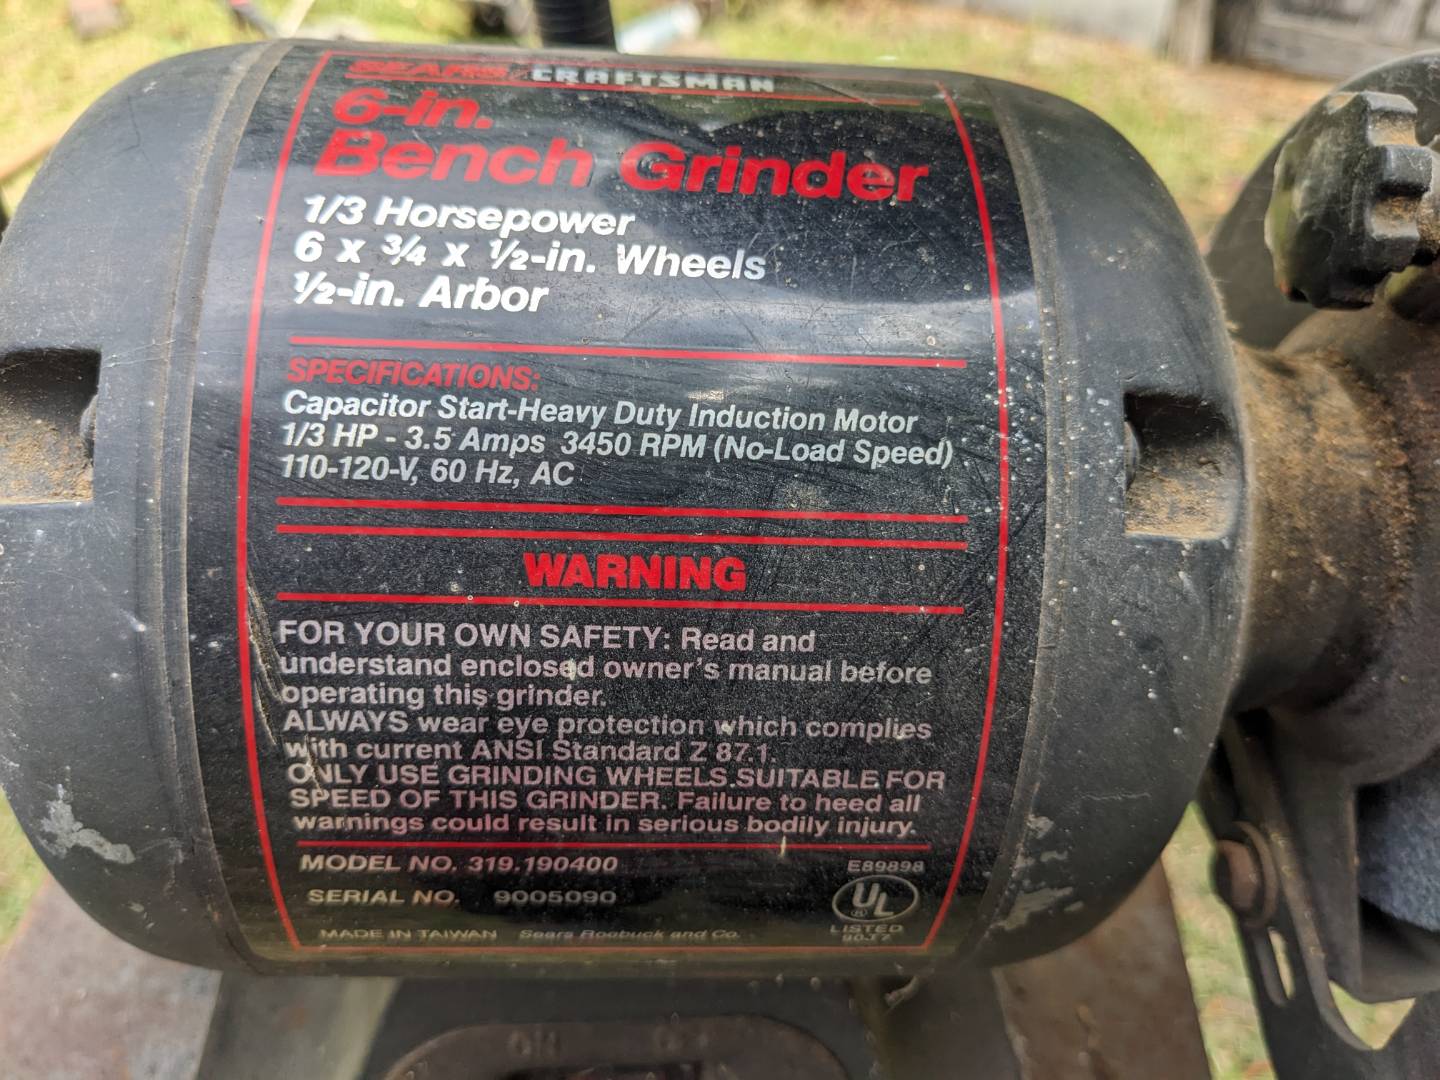 SEARS / CRAFTSMAN
6-in.
Bench Grinder
1/3 Horsepower
6 x ¾ x ½-in. Wheels
½-in. Arbor
SPECIFICATIONS:
Capacitor Start-Heavy Duty Induction Motor
1/3 HP - 3.5 Amps 3450 RPM (No-Load Speed)
110-120-V, 60 Hz, AC
WARNING
FOR YOUR OWN SAFETY: Read and
understand enclosed owner's manual before
operating this grinder.
ALWAYS wear eye protection which complies
with current ANSI Standard Z 87.1.
ONLY USE GRINDING WHEELS SUITABLE FOR
SPEED OF THIS GRINDER. Failure to heed all
warnings could result in serious bodily injury.
MODEL NO. 319.190400
E89898
SERIAL NO. 9005090
UL
®
LISTED
MADE IN TAIWAN Sears Roebuck and Co.
ON